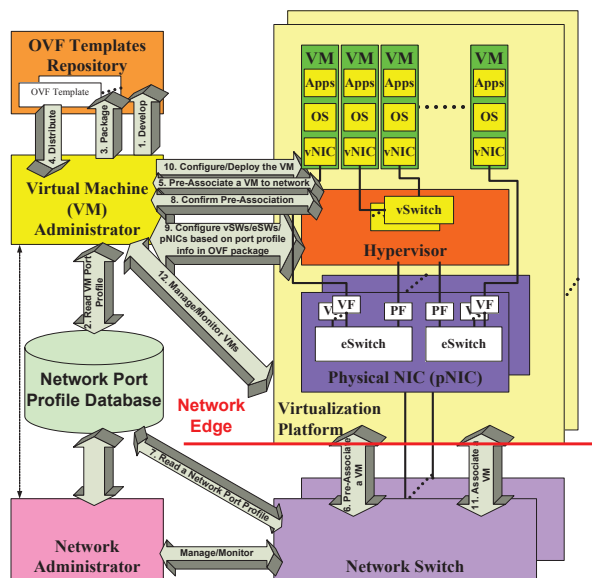 OVF Templates
Repository
OVF Template
4. Distribute
3. Package
1. Develop
VM
VM
VM
VM
Apps
Apps
Apps
Apps
OS
OS
OS
OS
vNIC
vNIC
vNIC
vNIC
10. Configure/Deploy the VM
5. Pre-Associate a VM to network
8. Confirm Pre-Association
9. Configure vSWs/eSWs/
pNICs based on port profile
info in OVF package
Virtual Machine
(VM)
Administrator
vSwitch
Hypervisor
2. Read VM Port
Profile
12. Manage/Monitor VMs
V
VF
PF
PF
V
VF
eSwitch
eSwitch
Physical NIC (pNIC)
Network Port
Profile Database
Network
Edge
Virtualization
Platform
7. Read a Network Port Profile
6. Pre-Associate
a VM
11. Associate a
VM
Network
Administrator
Manage/Monitor
Network Switch